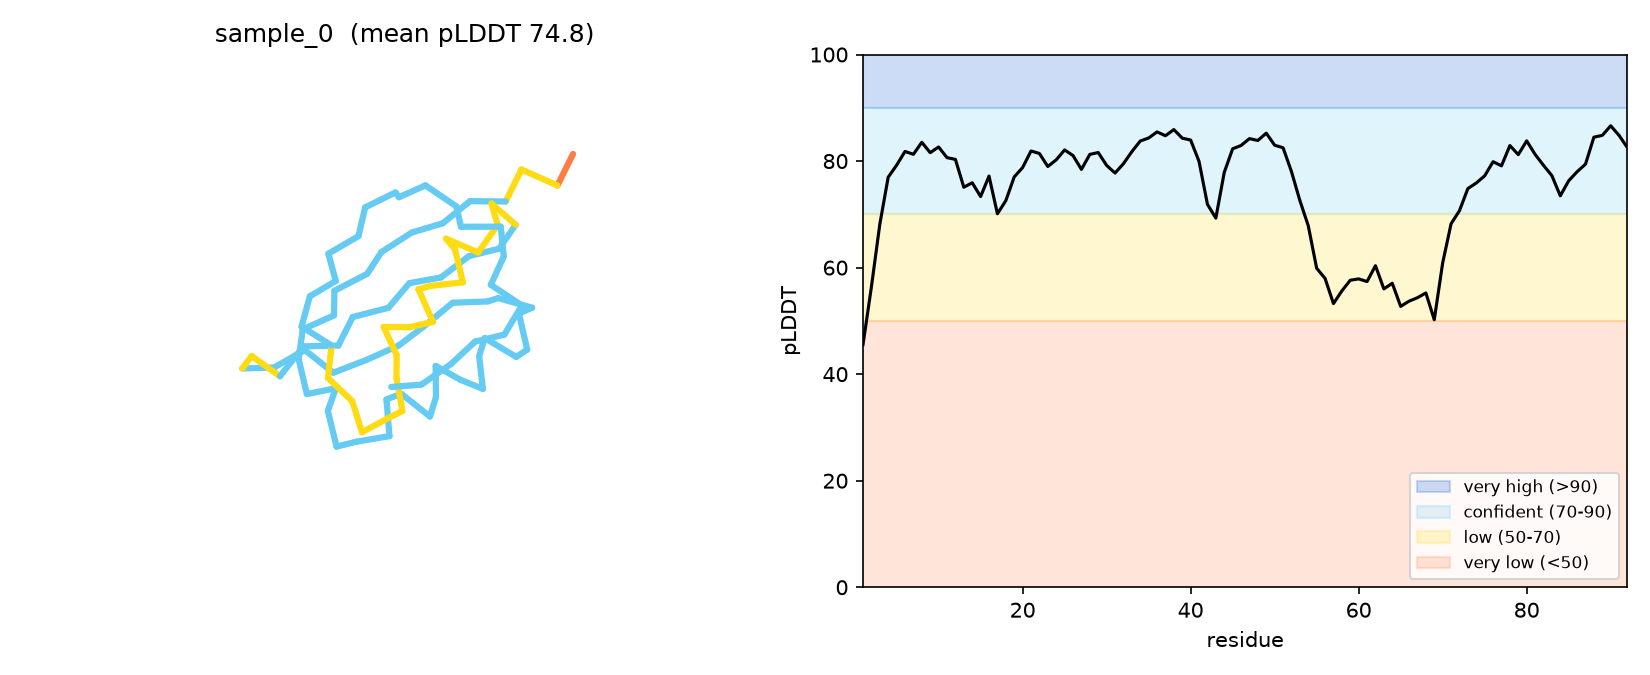 sample_0  (mean pLDDT 74.8)
100
80
60
40
20
0
pLDDT
20
40
60
80
residue
very high (>90)
confident (70-90)
low (50-70)
very low (<50)